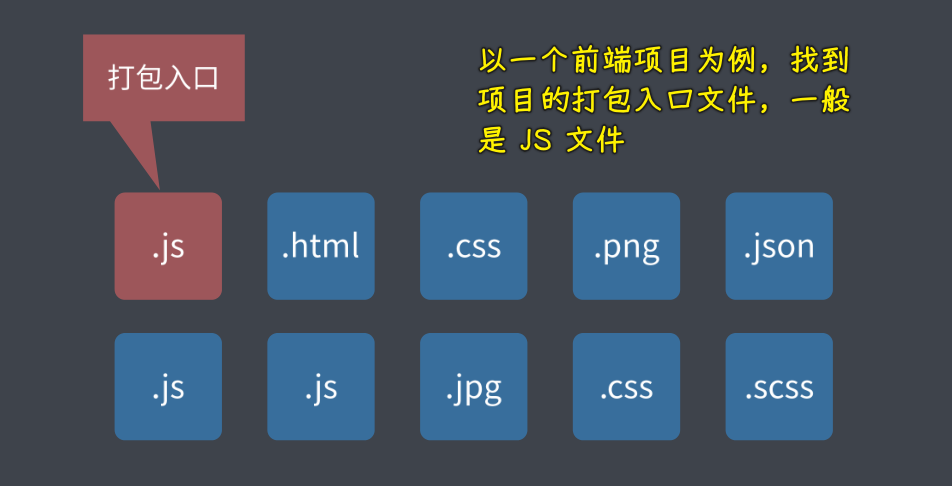 打包入口
以一个前端项目为例，找到
项目的打包入口文件，一般
是 JS 文件
.js
.html
.css
.png
.json
.js
.js
.jpg
.css
.scss